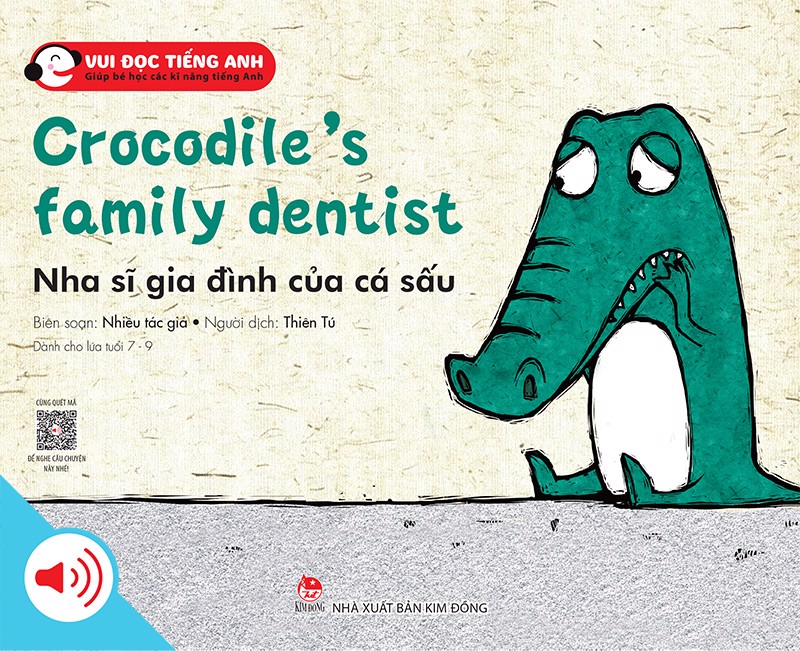 VUI ĐỌC TIẾNG ANH
Giúp bé học các kĩ năng tiếng Anh
Crocodile's
family dentist
Nha sĩ gia đình của cá sấu
Biên soạn: Nhiều tác giả • Người dịch: Thiên Tú
Dành cho lứa tuổi 7 - 9
CÙNG QUÉT MÃ
ĐỂ NGHE CÂU CHUYỆN
NÀY NHÉ!
KIM ĐỒNG
NHÀ XUẤT BẢN KIM ĐỒNG